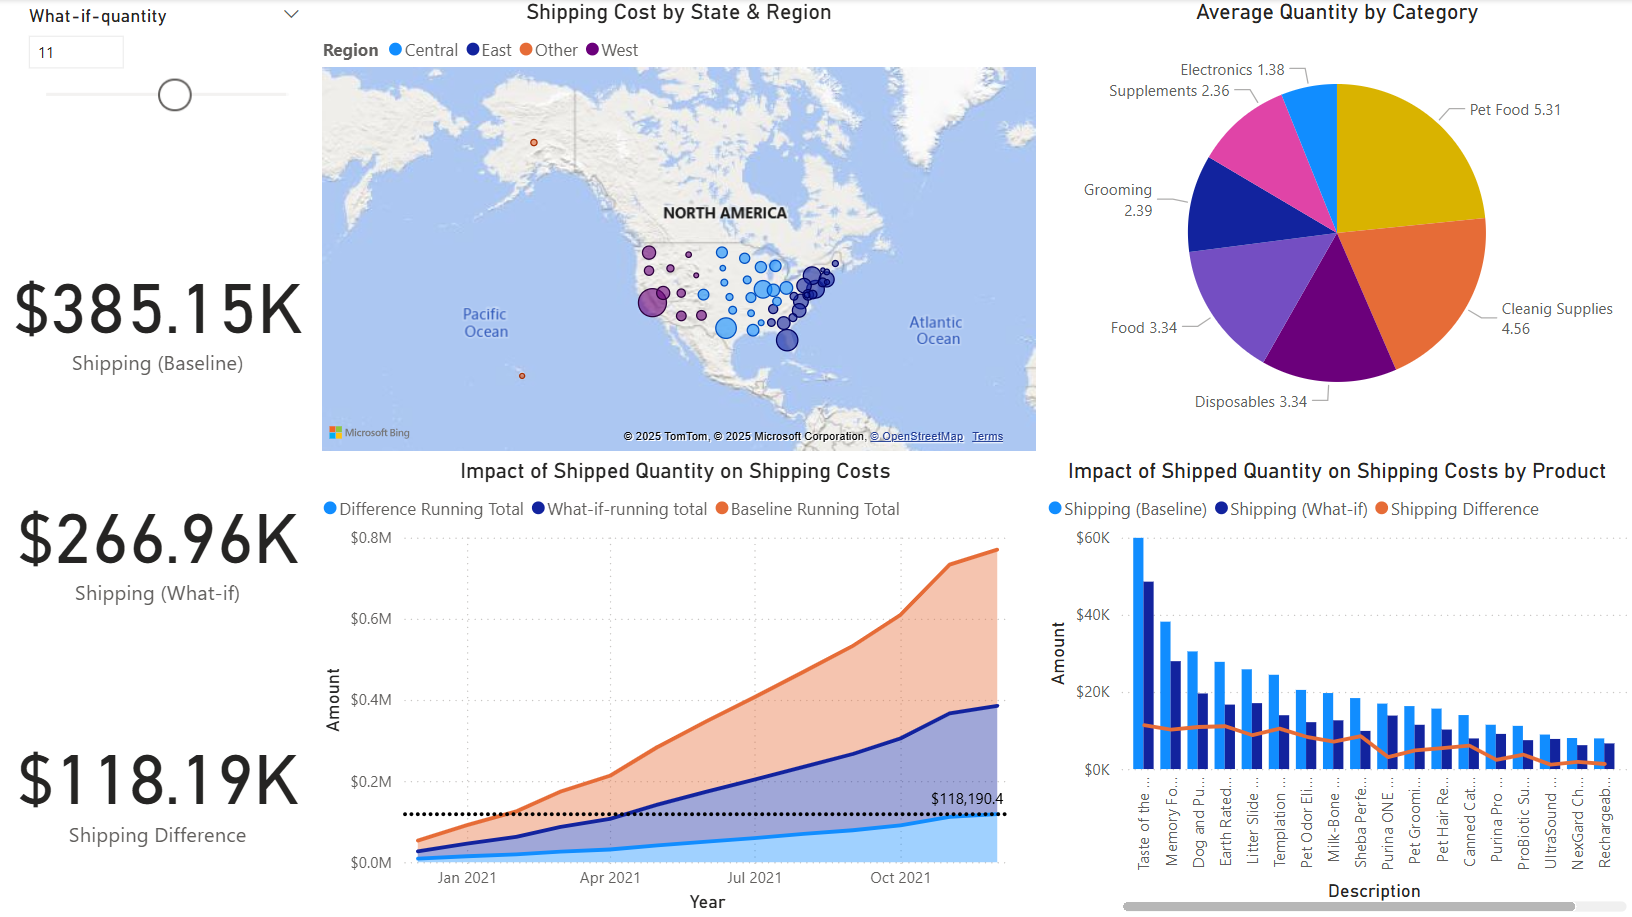 What-if-quantity
11
$385.15K
Shipping (Baseline)
$266.96K
Shipping (What-if)
$118.19K
Shipping Difference
Shipping Cost by State & Region
Region Central East Other West
NORTH AMERICA
Pacific
Ocean
Atlantic
Ocean
Microsoft Bing
© 2025 TomTom, © 2025 Microsoft Corporation, © OpenStreetMap Terms
Average Quantity by Category
Electronics 1.38
Supplements 2.36
Pet Food 5.31
Grooming
2.39
Cleanig Supplies
4.56
Food 3.34
Disposables 3.34
Impact of Shipped Quantity on Shipping Costs
Difference Running Total What-if-running total Baseline Running Total
Amount
$0.8M
$0.6M
$0.4M
$0.2M
$0.0M
$118,190.4
Jan 2021 Apr 2021 Jul 2021 Oct 2021
Year
Impact of Shipped Quantity on Shipping Costs by Product
Shipping (Baseline) Shipping (What-if) Shipping Difference
Amount
$60K
$40K
$20K
$0K
Taste of the ...
Memory Fo...
Dog and Pu...
Earth Rated...
Litter Slide...
Templation ...
Pet Odor Eli...
Milk-Bone ...
Sheba Perfe...
Purina ONE ...
Pet Groomi...
Pet Hair Re...
Canned Cat...
Purina Pro ...
ProBiotic Su...
UltraSound ...
NexGard Ch...
Rechargeab...
Description